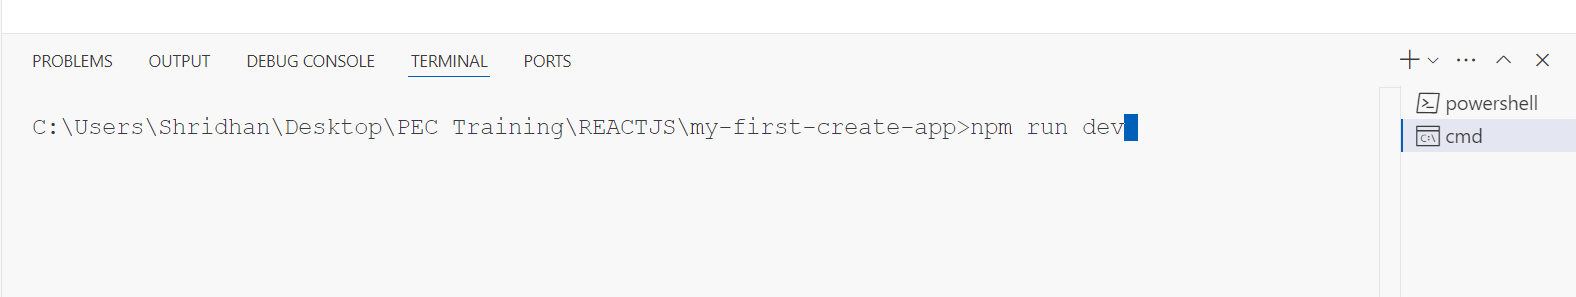 PROBLEMS OUTPUT DEBUG CONSOLE TERMINAL PORTS
C:\Users\Shridhan\Desktop\PEC Training\REACTJS\my-first-create-app>npm run dev
powershell
cmd